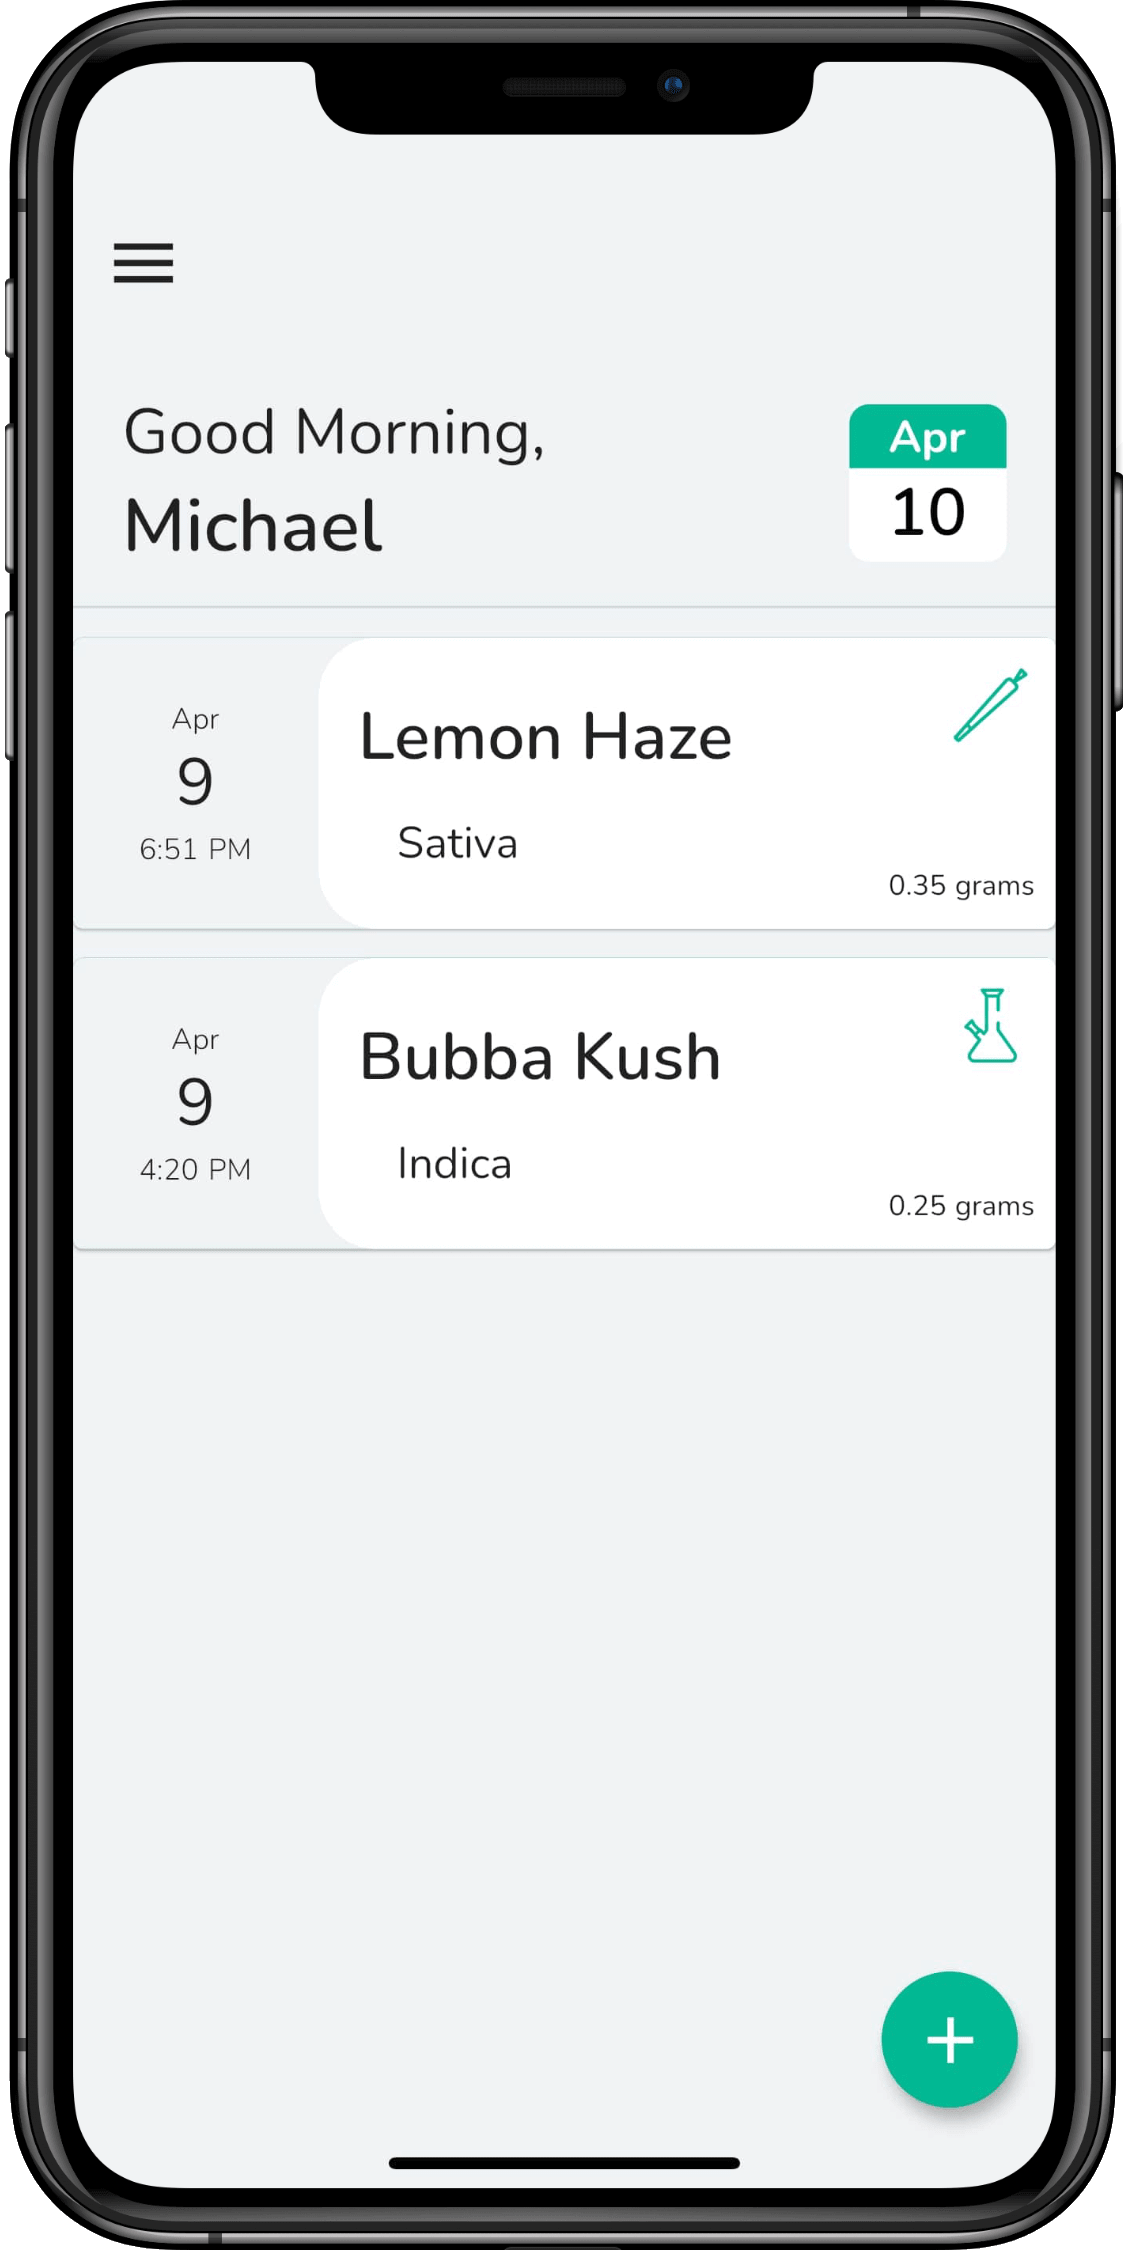 Good Morning,
Michael
Apr
10
Apr
9
6:51 PM
Lemon Haze
Sativa
0.35 grams
Apr
9
4:20 PM
Bubba Kush
Indica
0.25 grams